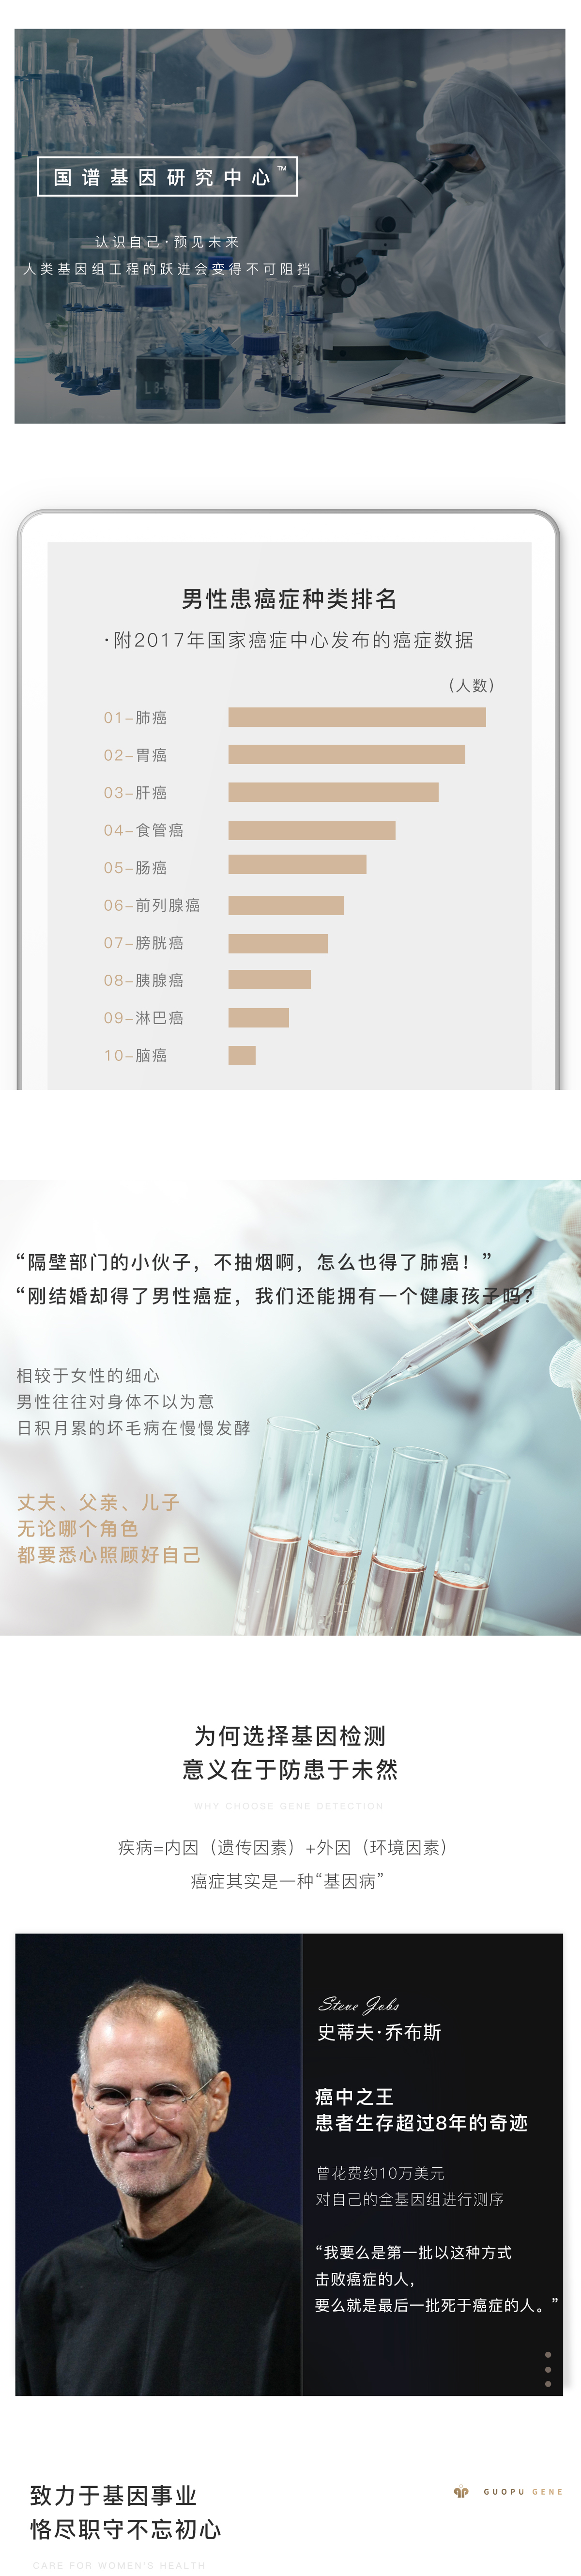 国谱基因研究中心™
认识自己·预见未来
人类基因组工程的跃进会变得不可阻挡
男性患癌症种类排名
·附2017年国家癌症中心发布的癌症数据
(人数)
01–肺癌
02–胃癌
03–肝癌
04–食管癌
05–肠癌
06–前列腺癌
07–膀胱癌
08–胰腺癌
09–淋巴癌
10–脑癌
“隔壁部门的小伙子，不抽烟啊，怎么也得了肺癌！”
“刚结婚却得了男性癌症，我们还能拥有一个健康孩子吗？
相较于女性的细心
男性往往对身体不以为意
日积月累的坏毛病在慢慢发酵
丈夫、父亲、儿子
无论哪个角色
都要悉心照顾好自己
为何选择基因检测
意义在于防患于未然
WHY CHOOSE GENE DETECTION
疾病=内因（遗传因素）+外因（环境因素）
癌症其实是一种“基因病”
Steve Jobs
史蒂夫·乔布斯
癌中之王
患者生存超过8年的奇迹
曾花费约10万美元
对自己的全基因组进行测序
“我要么是第一批以这种方式
击败癌症的人，
要么就是最后一批死于癌症的人。”
致力于基因事业
恪尽职守不忘初心
GUOPU GENE
CARE FOR WOMEN'S HEALTH